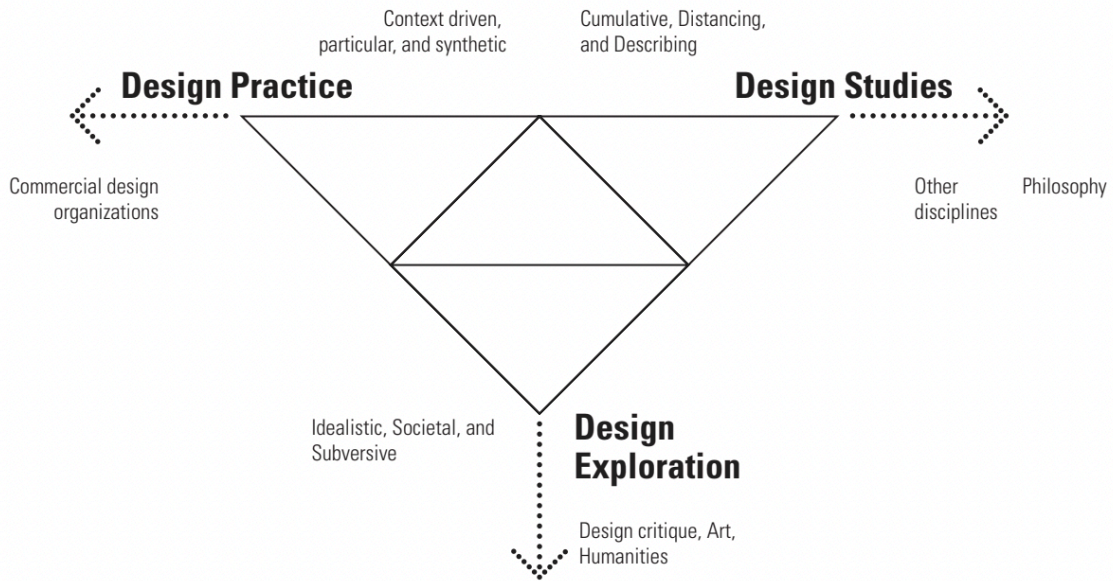 Context driven,
particular, and synthetic
Cumulative, Distancing,
and Describing
Design Practice
Design Studies
Commercial design
organizations
Other
disciplines
Philosophy
Idealistic, Societal, and
Subversive
Design
Exploration
Design critique, Art,
Humanities